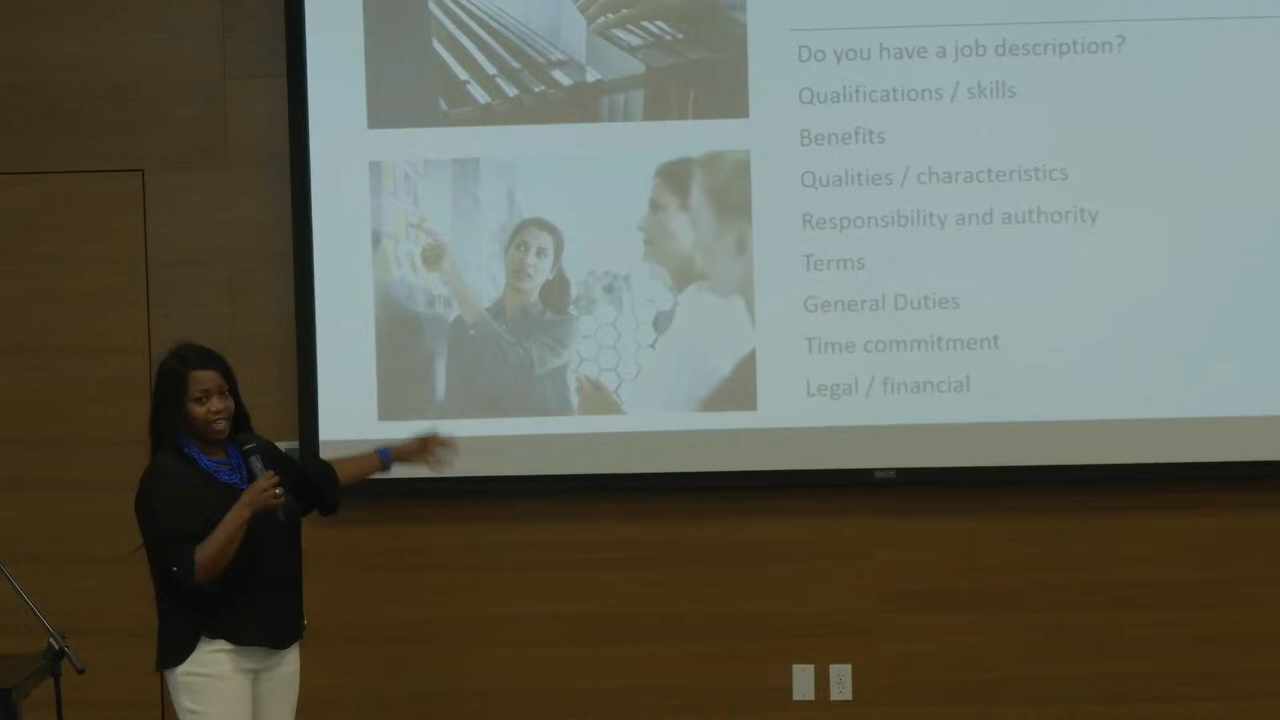 Do you have a job description?
Qualifications / skills
Benefits
Qualities / characteristics
Responsibility and authority
Terms
General Duties
Time commitment
Legal / financial